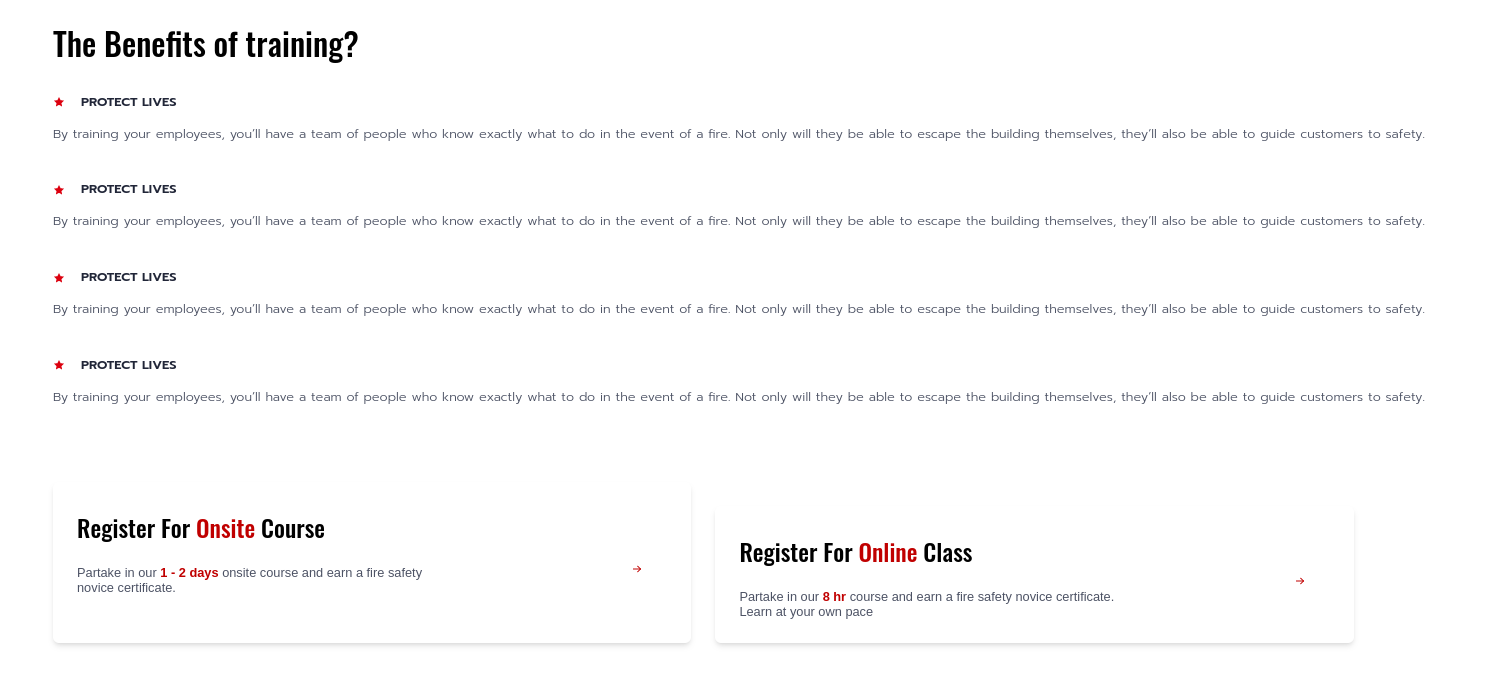 The Benefits of training?
PROTECT LIVES
By training your employees, you’ll have a team of people who know exactly what to do in the event of a fire. Not only will they be able to escape the building themselves, they’ll also be able to guide customers to safety.
PROTECT LIVES
By training your employees, you’ll have a team of people who know exactly what to do in the event of a fire. Not only will they be able to escape the building themselves, they’ll also be able to guide customers to safety.
PROTECT LIVES
By training your employees, you’ll have a team of people who know exactly what to do in the event of a fire. Not only will they be able to escape the building themselves, they’ll also be able to guide customers to safety.
PROTECT LIVES
By training your employees, you’ll have a team of people who know exactly what to do in the event of a fire. Not only will they be able to escape the building themselves, they’ll also be able to guide customers to safety.
Register For Onsite Course
Partake in our 1 - 2 days onsite course and earn a fire safety
novice certificate.
Register For Online Class
Partake in our 8 hr course and earn a fire safety novice certificate.
Learn at your own pace